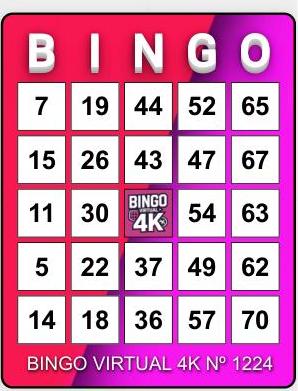 B I N G O
7 19 44 52 65
15 26 43 47 67
11 30 BINGO VIRTUAL 4K 54 63
5 22 37 49 62
14 18 36 57 70
BINGO VIRTUAL 4K Nº 1224